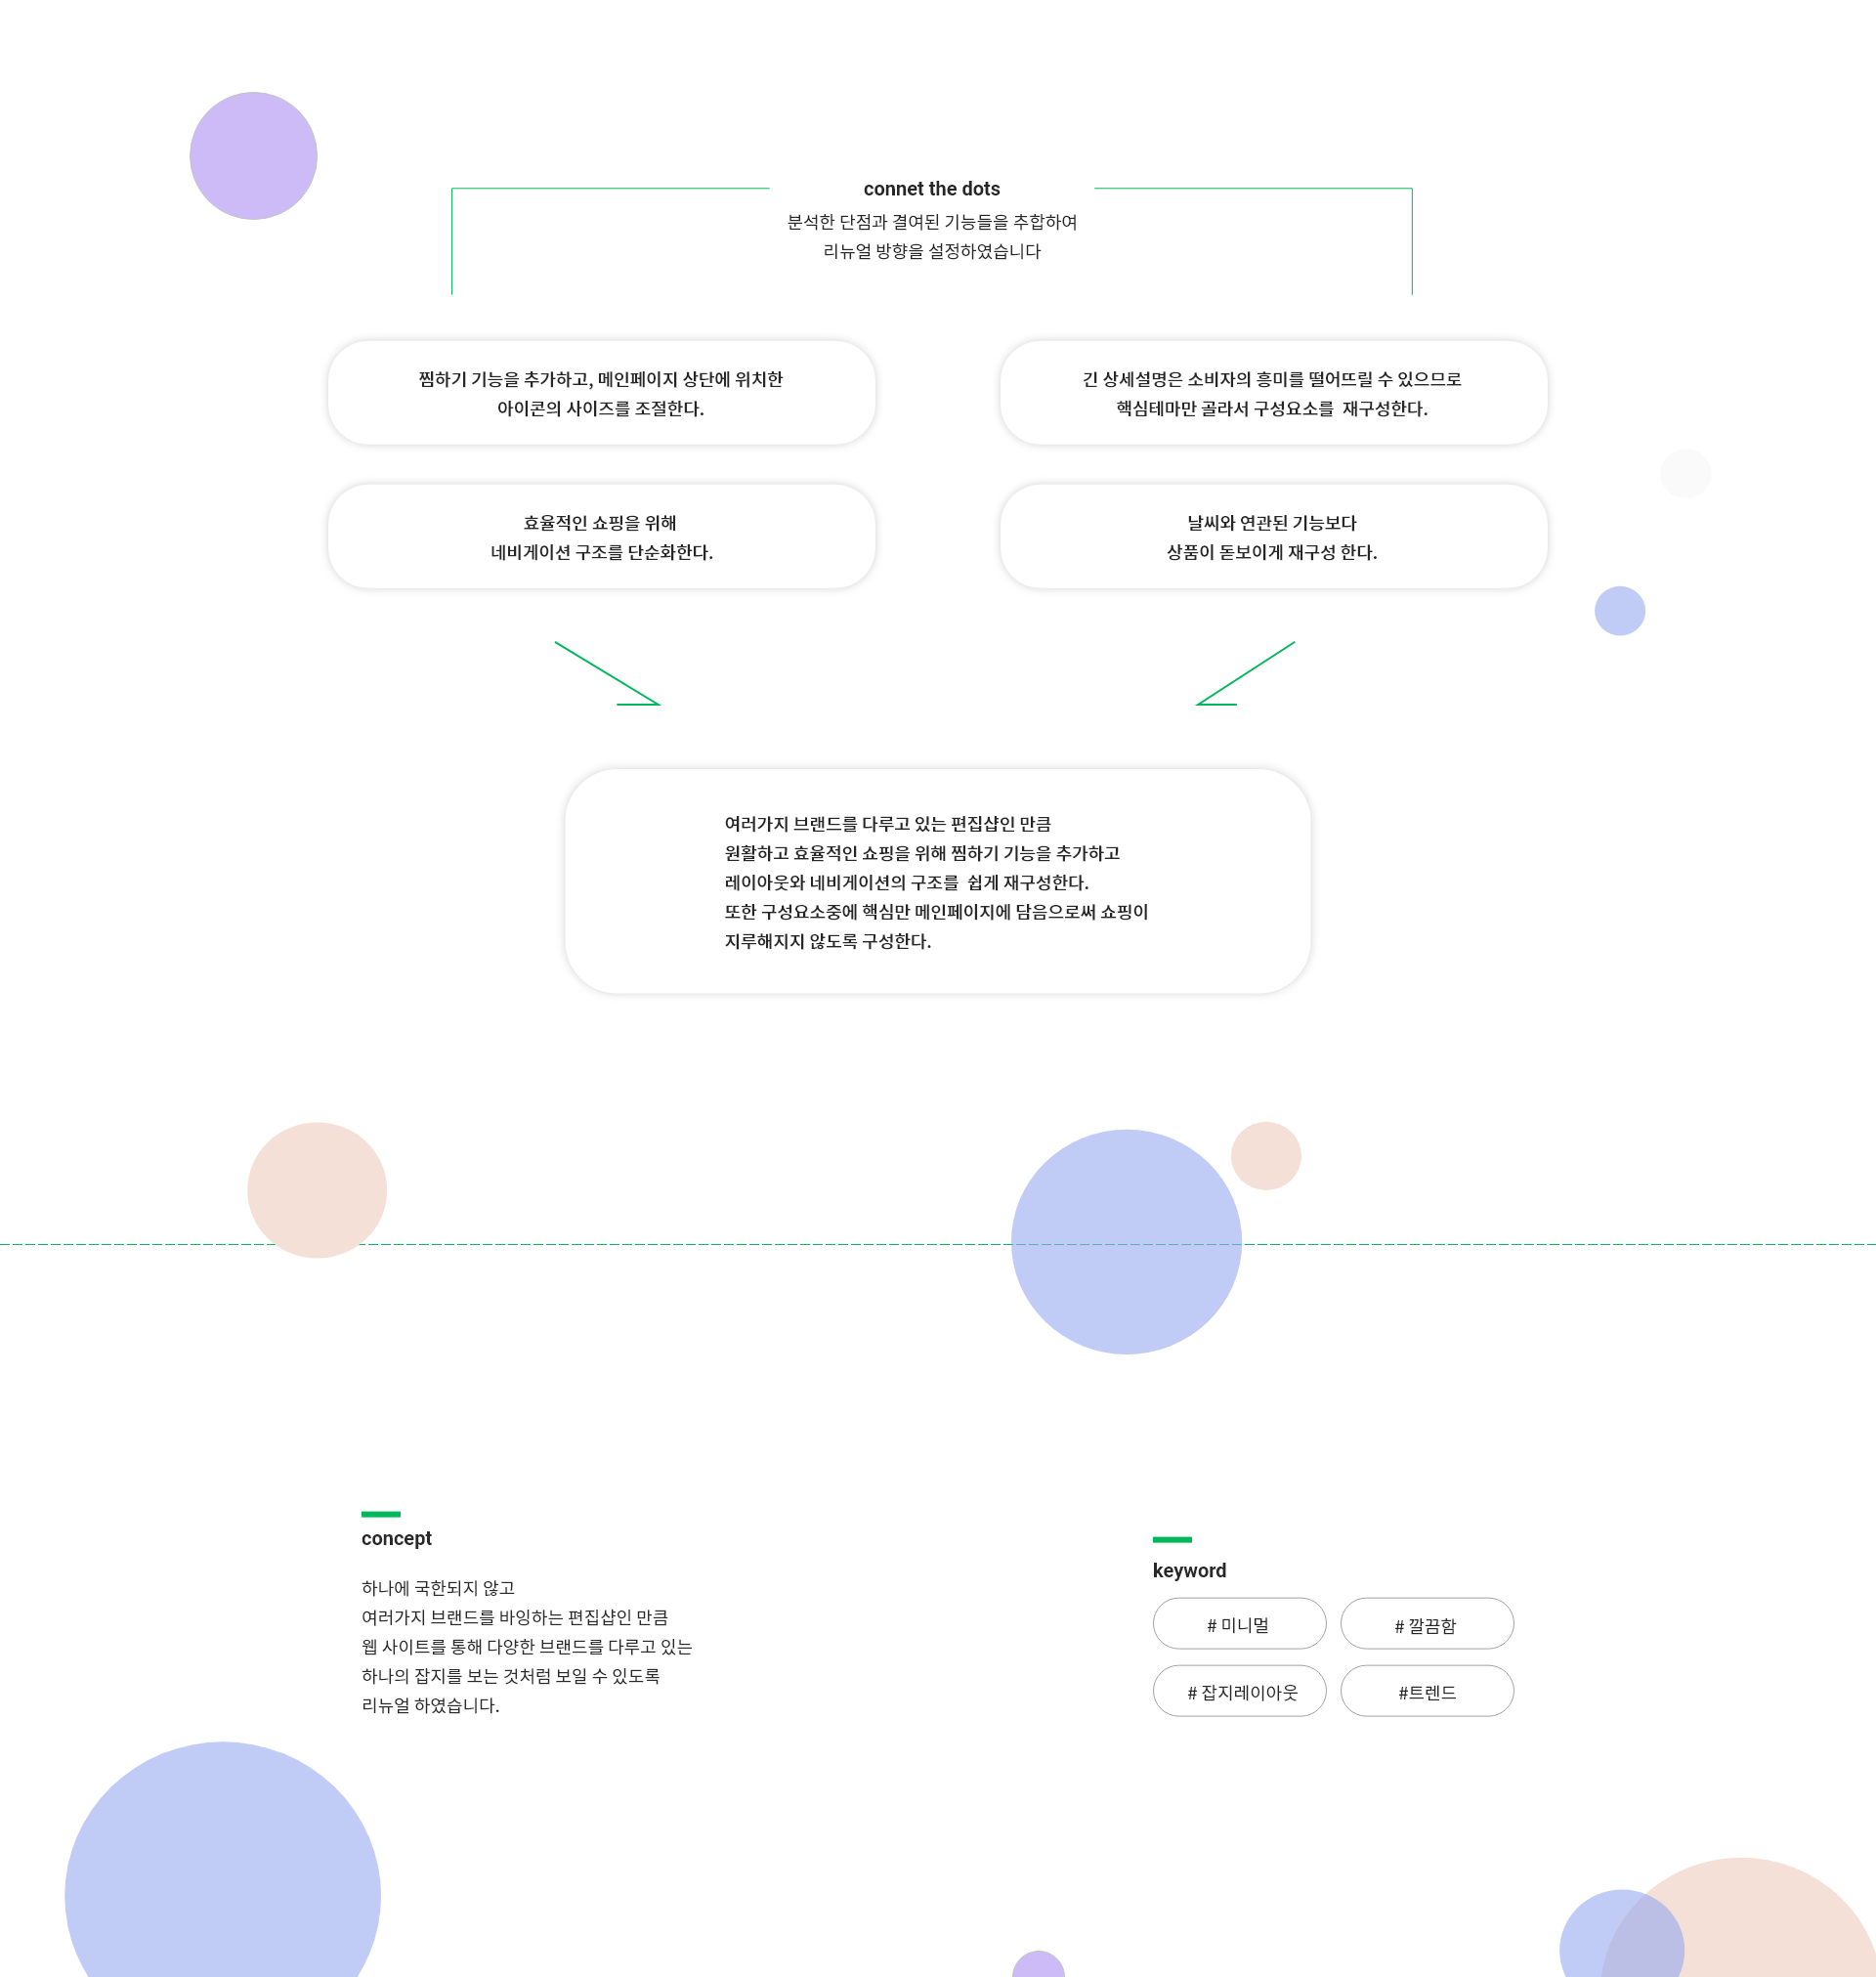 connet the dots
분석한 단점과 결여된 기능들을 추합하여
리뉴얼 방향을 설정하였습니다
찜하기 기능을 추가하고, 메인페이지 상단에 위치한
아이콘의 사이즈를 조절한다.
긴 상세설명은 소비자의 흥미를 떨어뜨릴 수 있으므로
핵심테마만 골라서 구성요소를 재구성한다.
효율적인 쇼핑을 위해
네비게이션 구조를 단순화한다.
날씨와 연관된 기능보다
상품이 돋보이게 재구성 한다.
여러가지 브랜드를 다루고 있는 편집샵인 만큼
원활하고 효율적인 쇼핑을 위해 찜하기 기능을 추가하고
레이아웃와 네비게이션의 구조를 쉽게 재구성한다.
또한 구성요소중에 핵심만 메인페이지에 담음으로써 쇼핑이
지루해지지 않도록 구성한다.
concept
하나에 국한되지 않고
여러가지 브랜드를 바잉하는 편집샵인 만큼
웹 사이트를 통해 다양한 브랜드를 다루고 있는
하나의 잡지를 보는 것처럼 보일 수 있도록
리뉴얼 하였습니다.
keyword
# 미니멀
# 깔끔함
# 잡지레이아웃
#트렌드